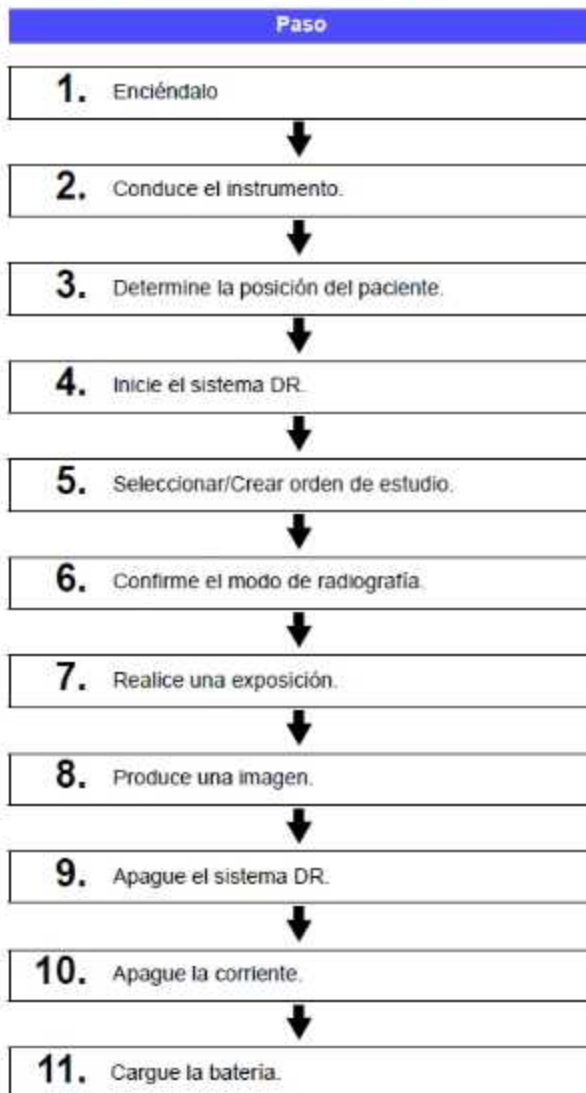 Paso
1. Enciéndalo
2. Conduce el instrumento.
3. Determine la posición del paciente.
4. Inicie el sistema DR.
5. Seleccionar/Crear orden de estudio.
6. Confirme el modo de radiografía.
7. Realice una exposición.
8. Produce una imagen.
9. Apague el sistema DR.
10. Apague la corriente.
11. Cargue la batería.